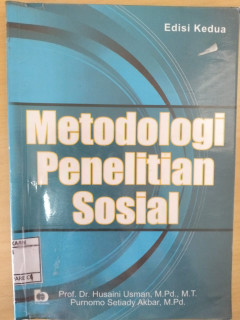 Edisi Kedua
Metodologi
Penelitian
Sosial
Prof. Dr. Husaini Usman, M.Pd., M.T.
Purnomo Setiady Akbar, M.Pd.